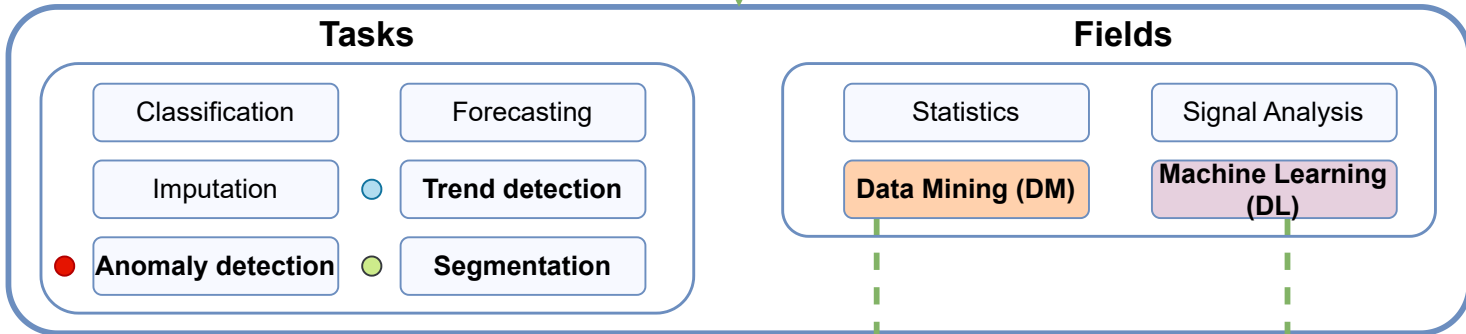 Tasks
Classification
Forecasting
Imputation
Trend detection
Anomaly detection
Segmentation
Fields
Statistics
Signal Analysis
Data Mining (DM)
Machine Learning
(DL)